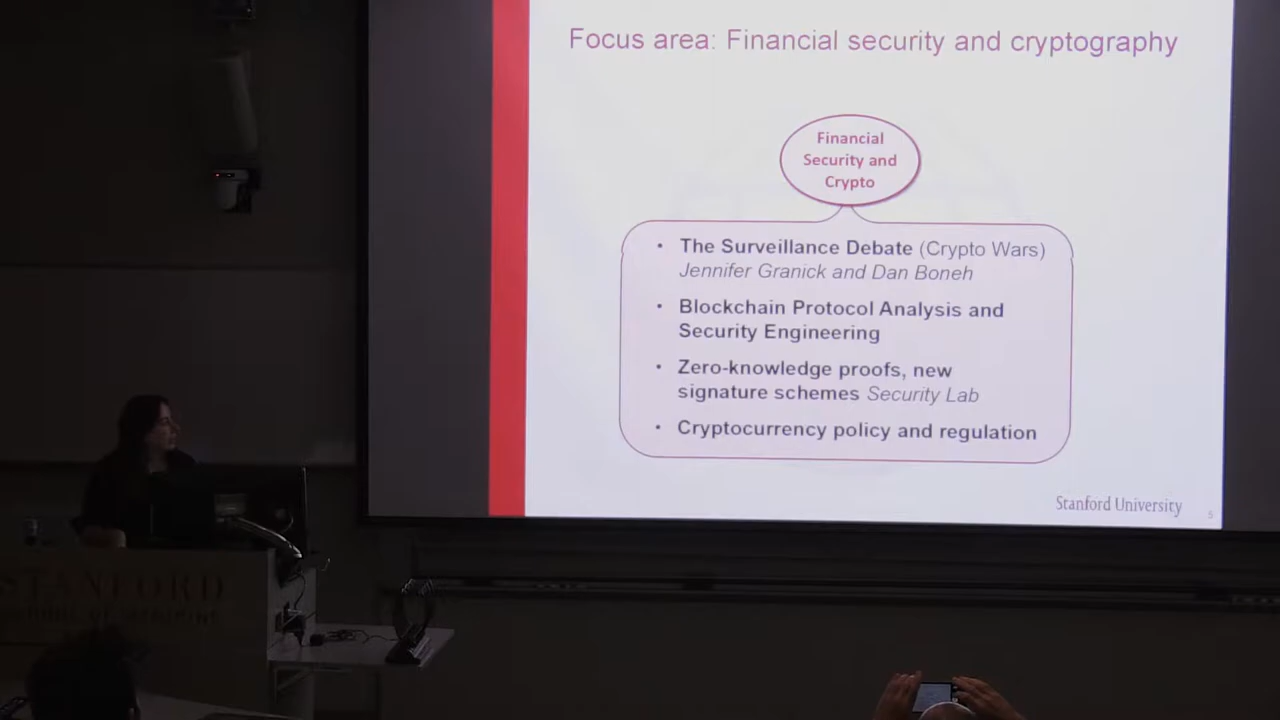 Focus area: Financial security and cryptography
Financial
Security and
Crypto
• The Surveillance Debate (Crypto Wars)
Jennifer Granick and Dan Boneh
• Blockchain Protocol Analysis and
Security Engineering
• Zero-knowledge proofs, new
signature schemes Security Lab
• Cryptocurrency policy and regulation
Stanford University
5
STANFORD